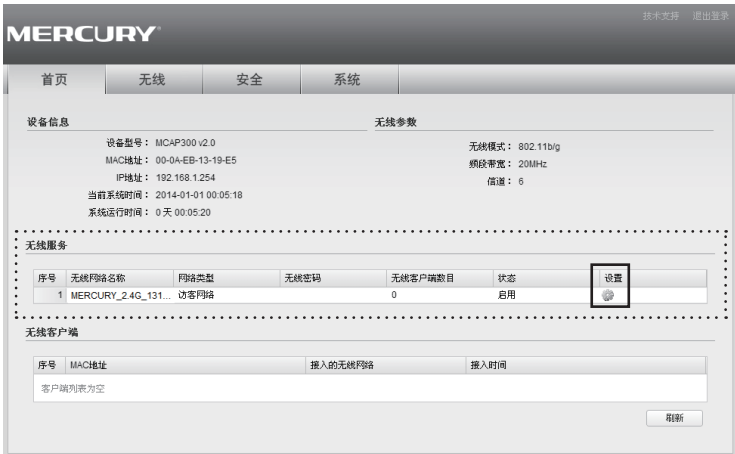 技术支持 退出登录
MERCURY
首页 无线 安全 系统
设备信息
设备型号： MCAP300 v2.0
MAC地址： 00-0A-EB-13-19-E5
IP地址： 192.168.1.254
当前系统时间： 2014-01-01 00:05:18
系统运行时间： 0 天 00:05:20
无线参数
无线模式： 802.11b/g
频段带宽： 20MHz
信道： 6
无线服务
序号 无线网络名称 网络类型 无线密码 无线客户端数目 状态 设置
1 MERCURY_2.4G_131... 访客网络 0 启用
无线客户端
序号 MAC地址 接入的无线网络 接入时间
客户端列表为空
刷新